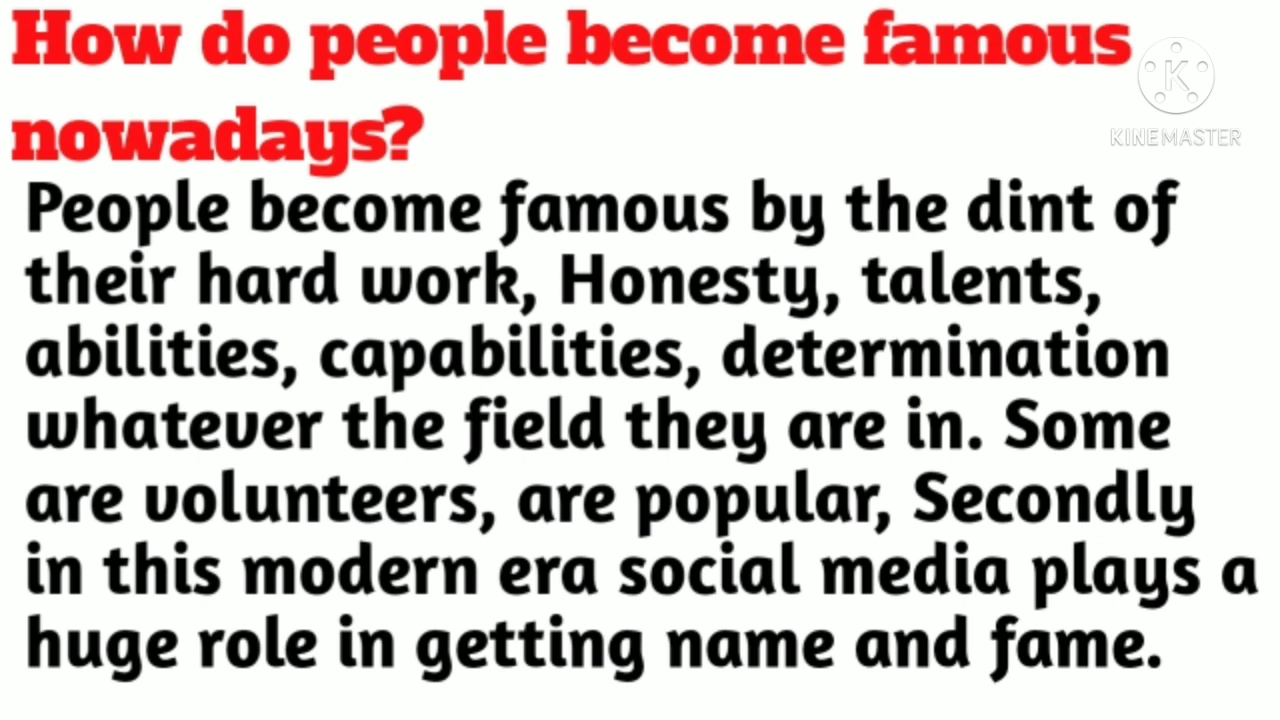 How do people become famous
nowadays?
K
KINEMASTER
People become famous by the dint of
their hard work, Honesty, talents,
abilities, capabilities, determination
whatever the field they are in. Some
are volunteers, are popular, Secondly
in this modern era social media plays a
huge role in getting name and fame.